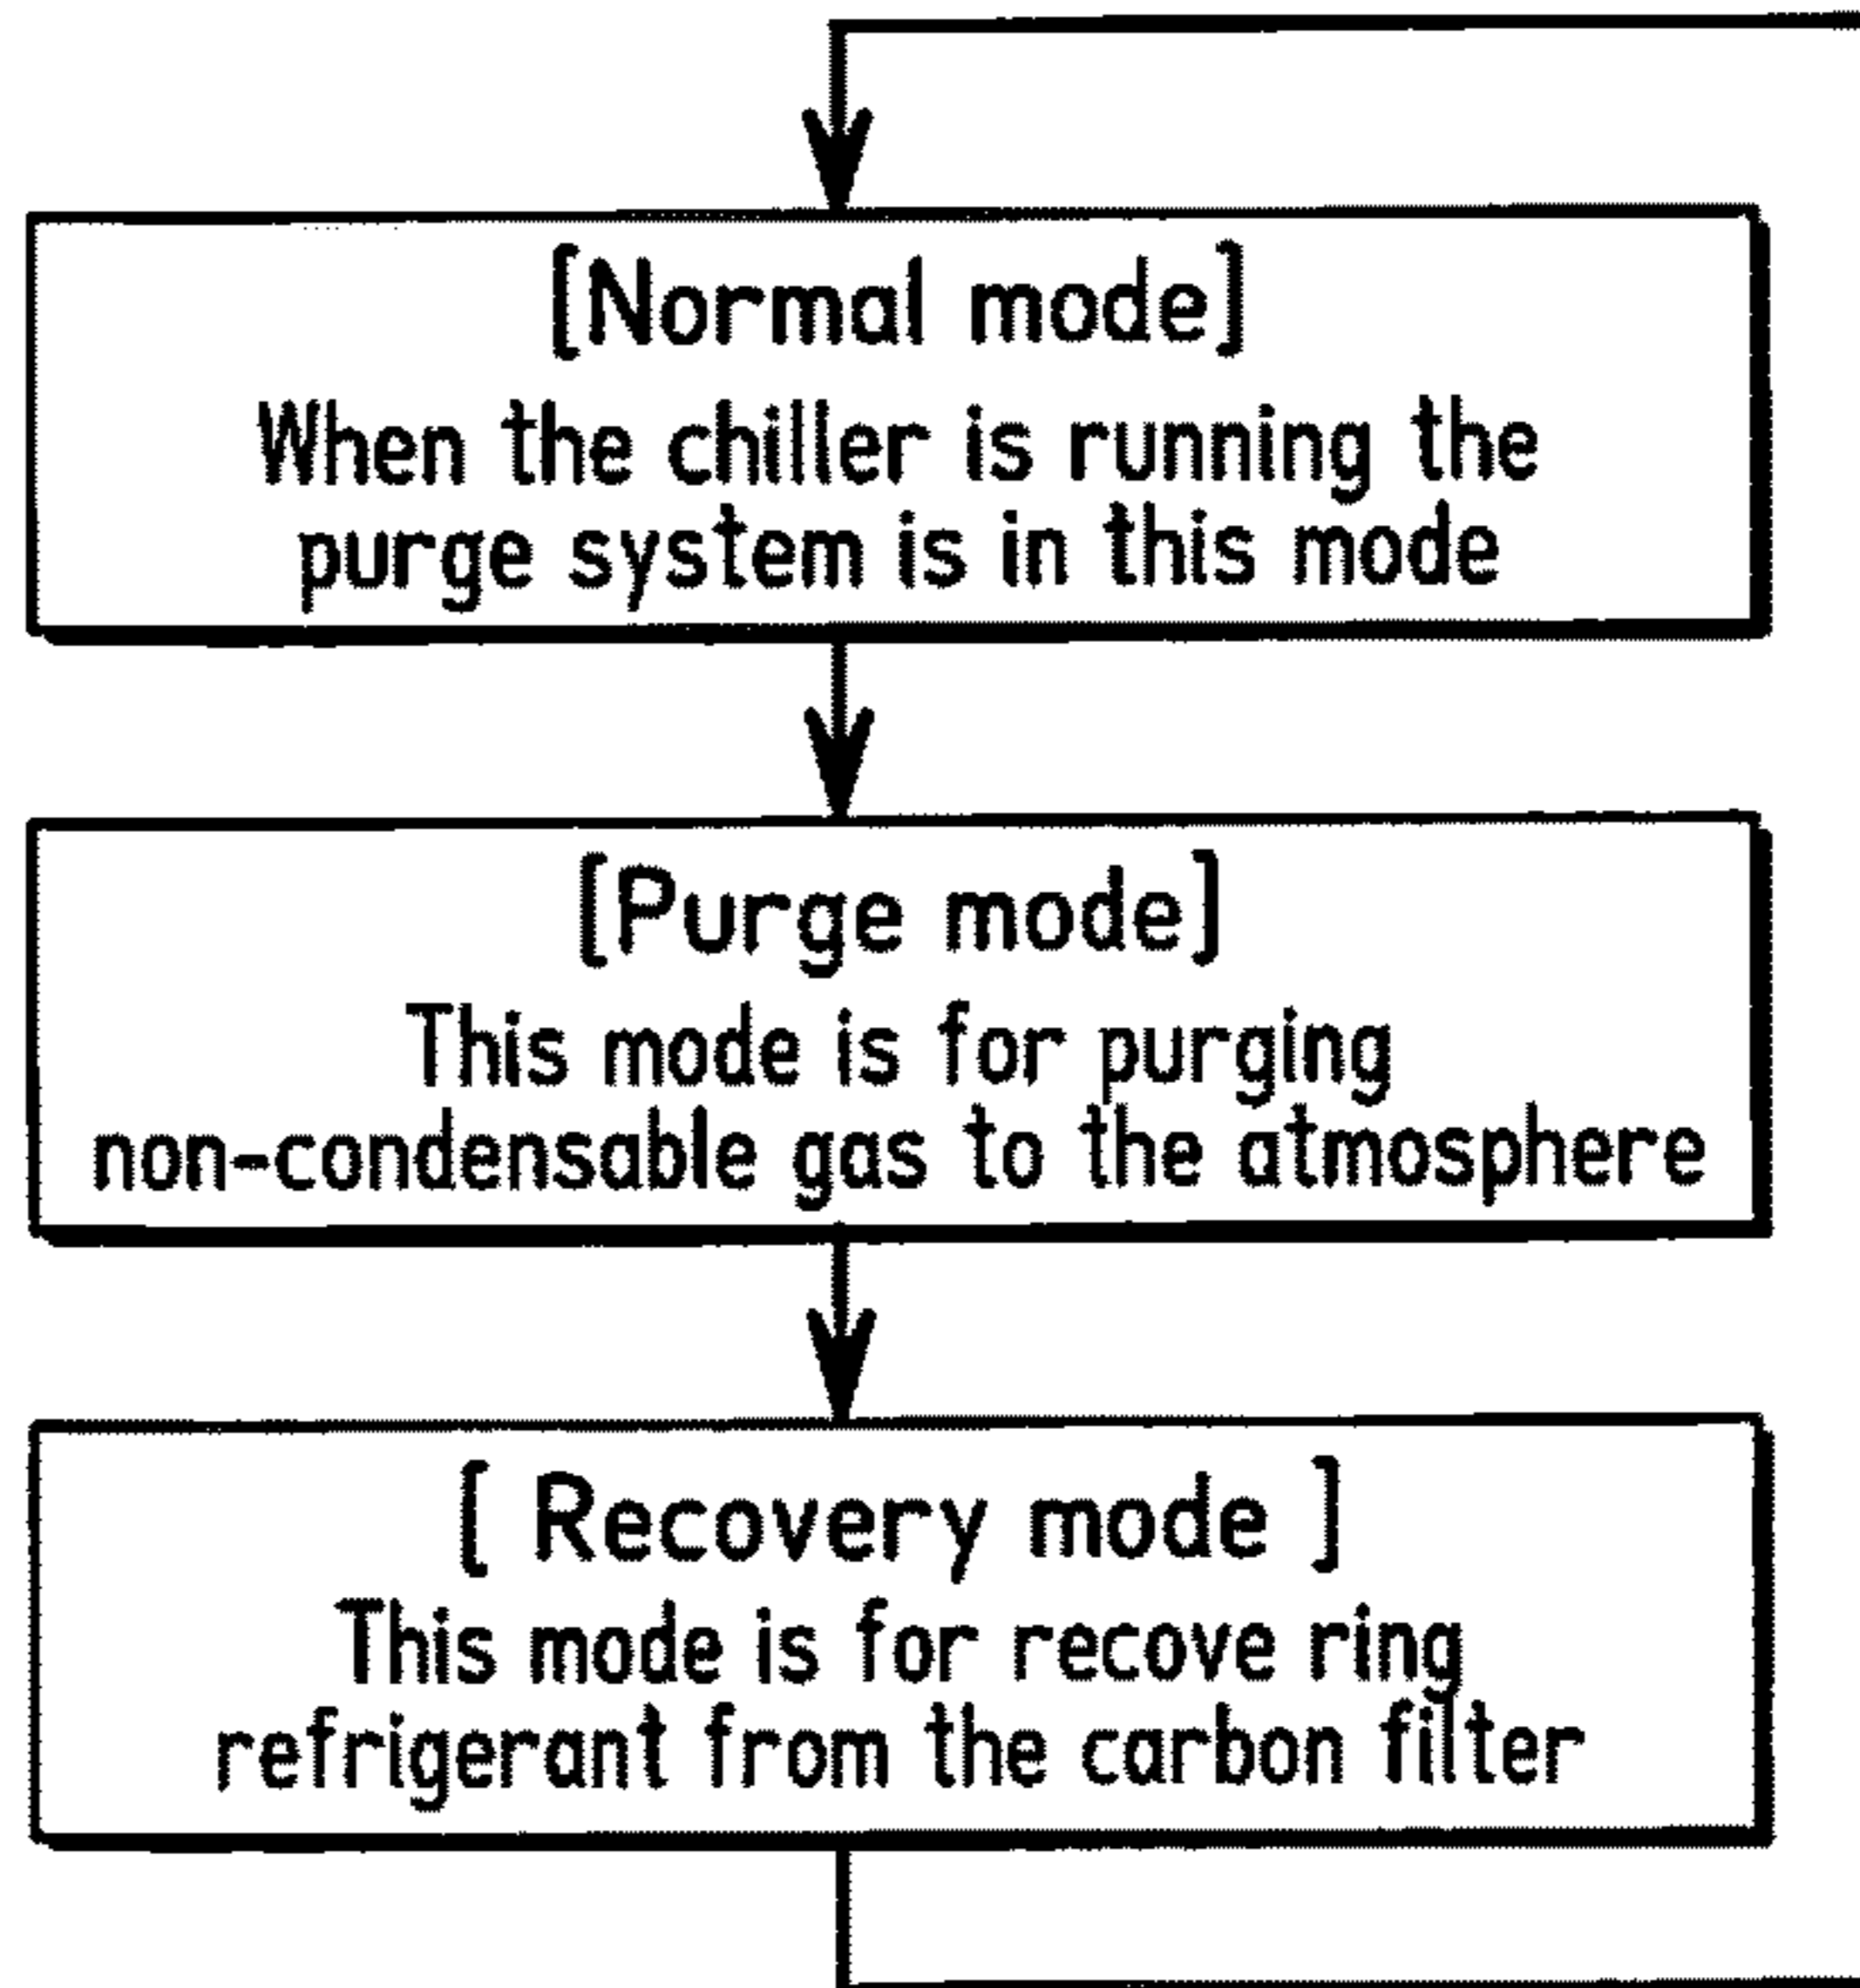 [Normal mode]
When the chiller is running the
purge system is in this mode
[Purge mode]
This mode is for purging
non-condensable gas to the atmosphere
[ Recovery mode ]
This mode is for recove ring
refrigerant from the carbon filter